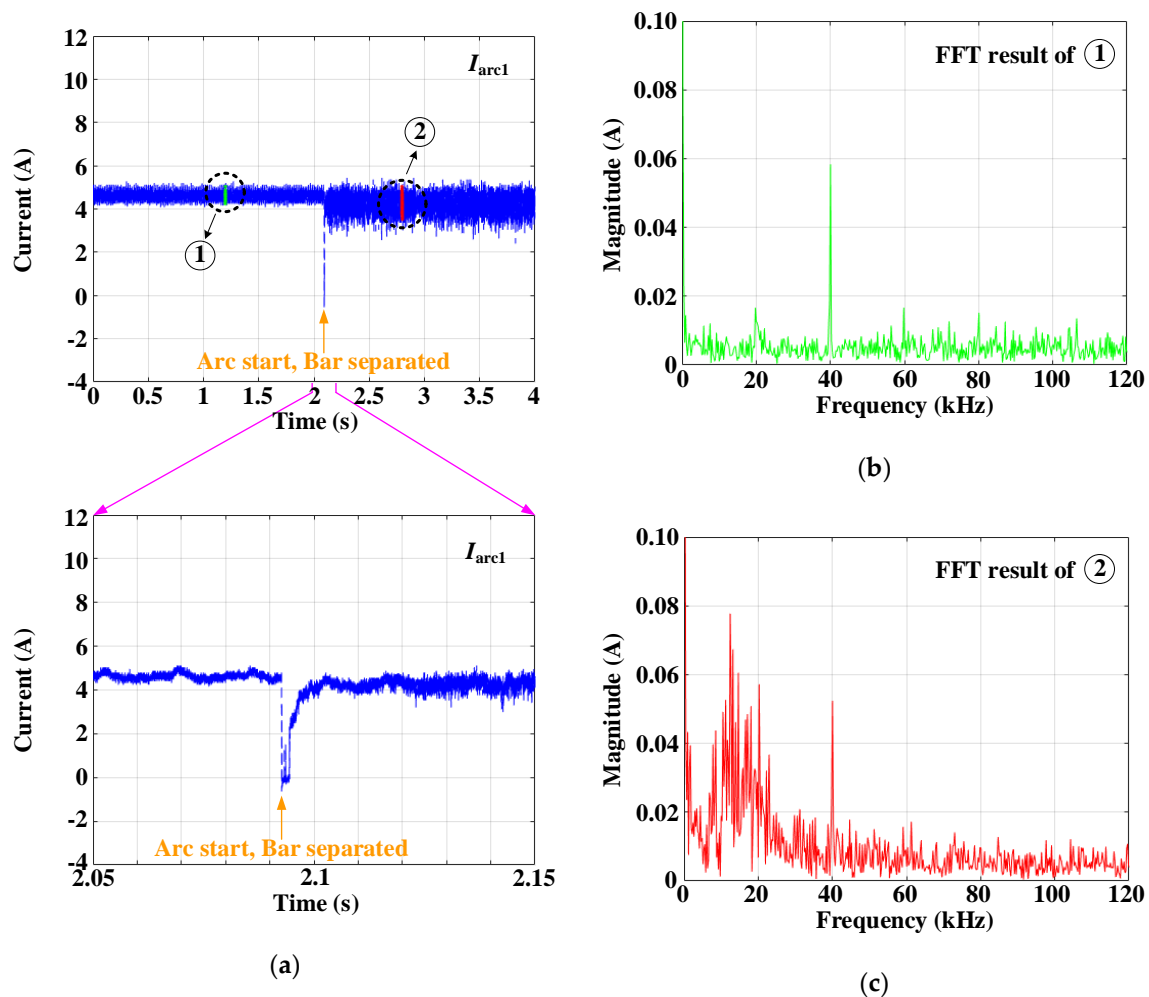 12
10
8
6
4
2
0
-2
-4
Current (A)
I_arc1
①
②
Arc start, Bar separated
0 0.5 1 1.5 2 2.5 3 3.5 4
Time (s)
12
10
8
6
4
2
0
-2
-4
Current (A)
I_arc1
Arc start, Bar separated
2.05 2.1 2.15
Time (s)
(a)
0.10
0.08
0.06
0.04
0.02
0
Magnitude (A)
FFT result of ①
0 20 40 60 80 100 120
Frequency (kHz)
(b)
0.10
0.08
0.06
0.04
0.02
0
Magnitude (A)
FFT result of ②
0 20 40 60 80 100 120
Frequency (kHz)
(c)